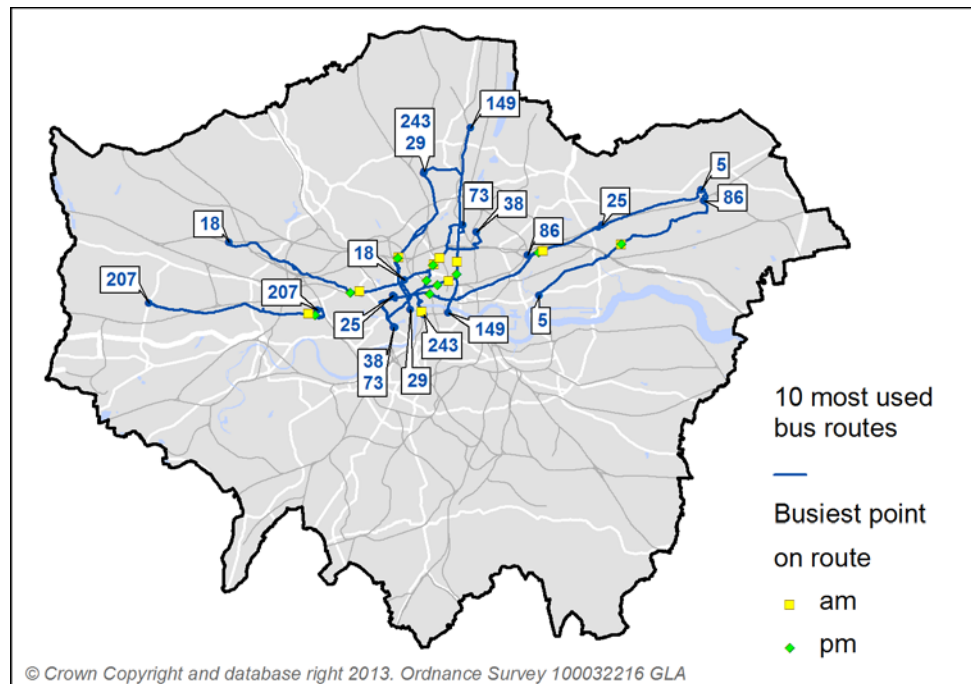 149
243
29
5
73
38
25
86
18
86
18
207
207
25
5
149
243
38
73
29
10 most used
bus routes
Busiest point
on route
am
pm
© Crown Copyright and database right 2013. Ordnance Survey 100032216 GLA